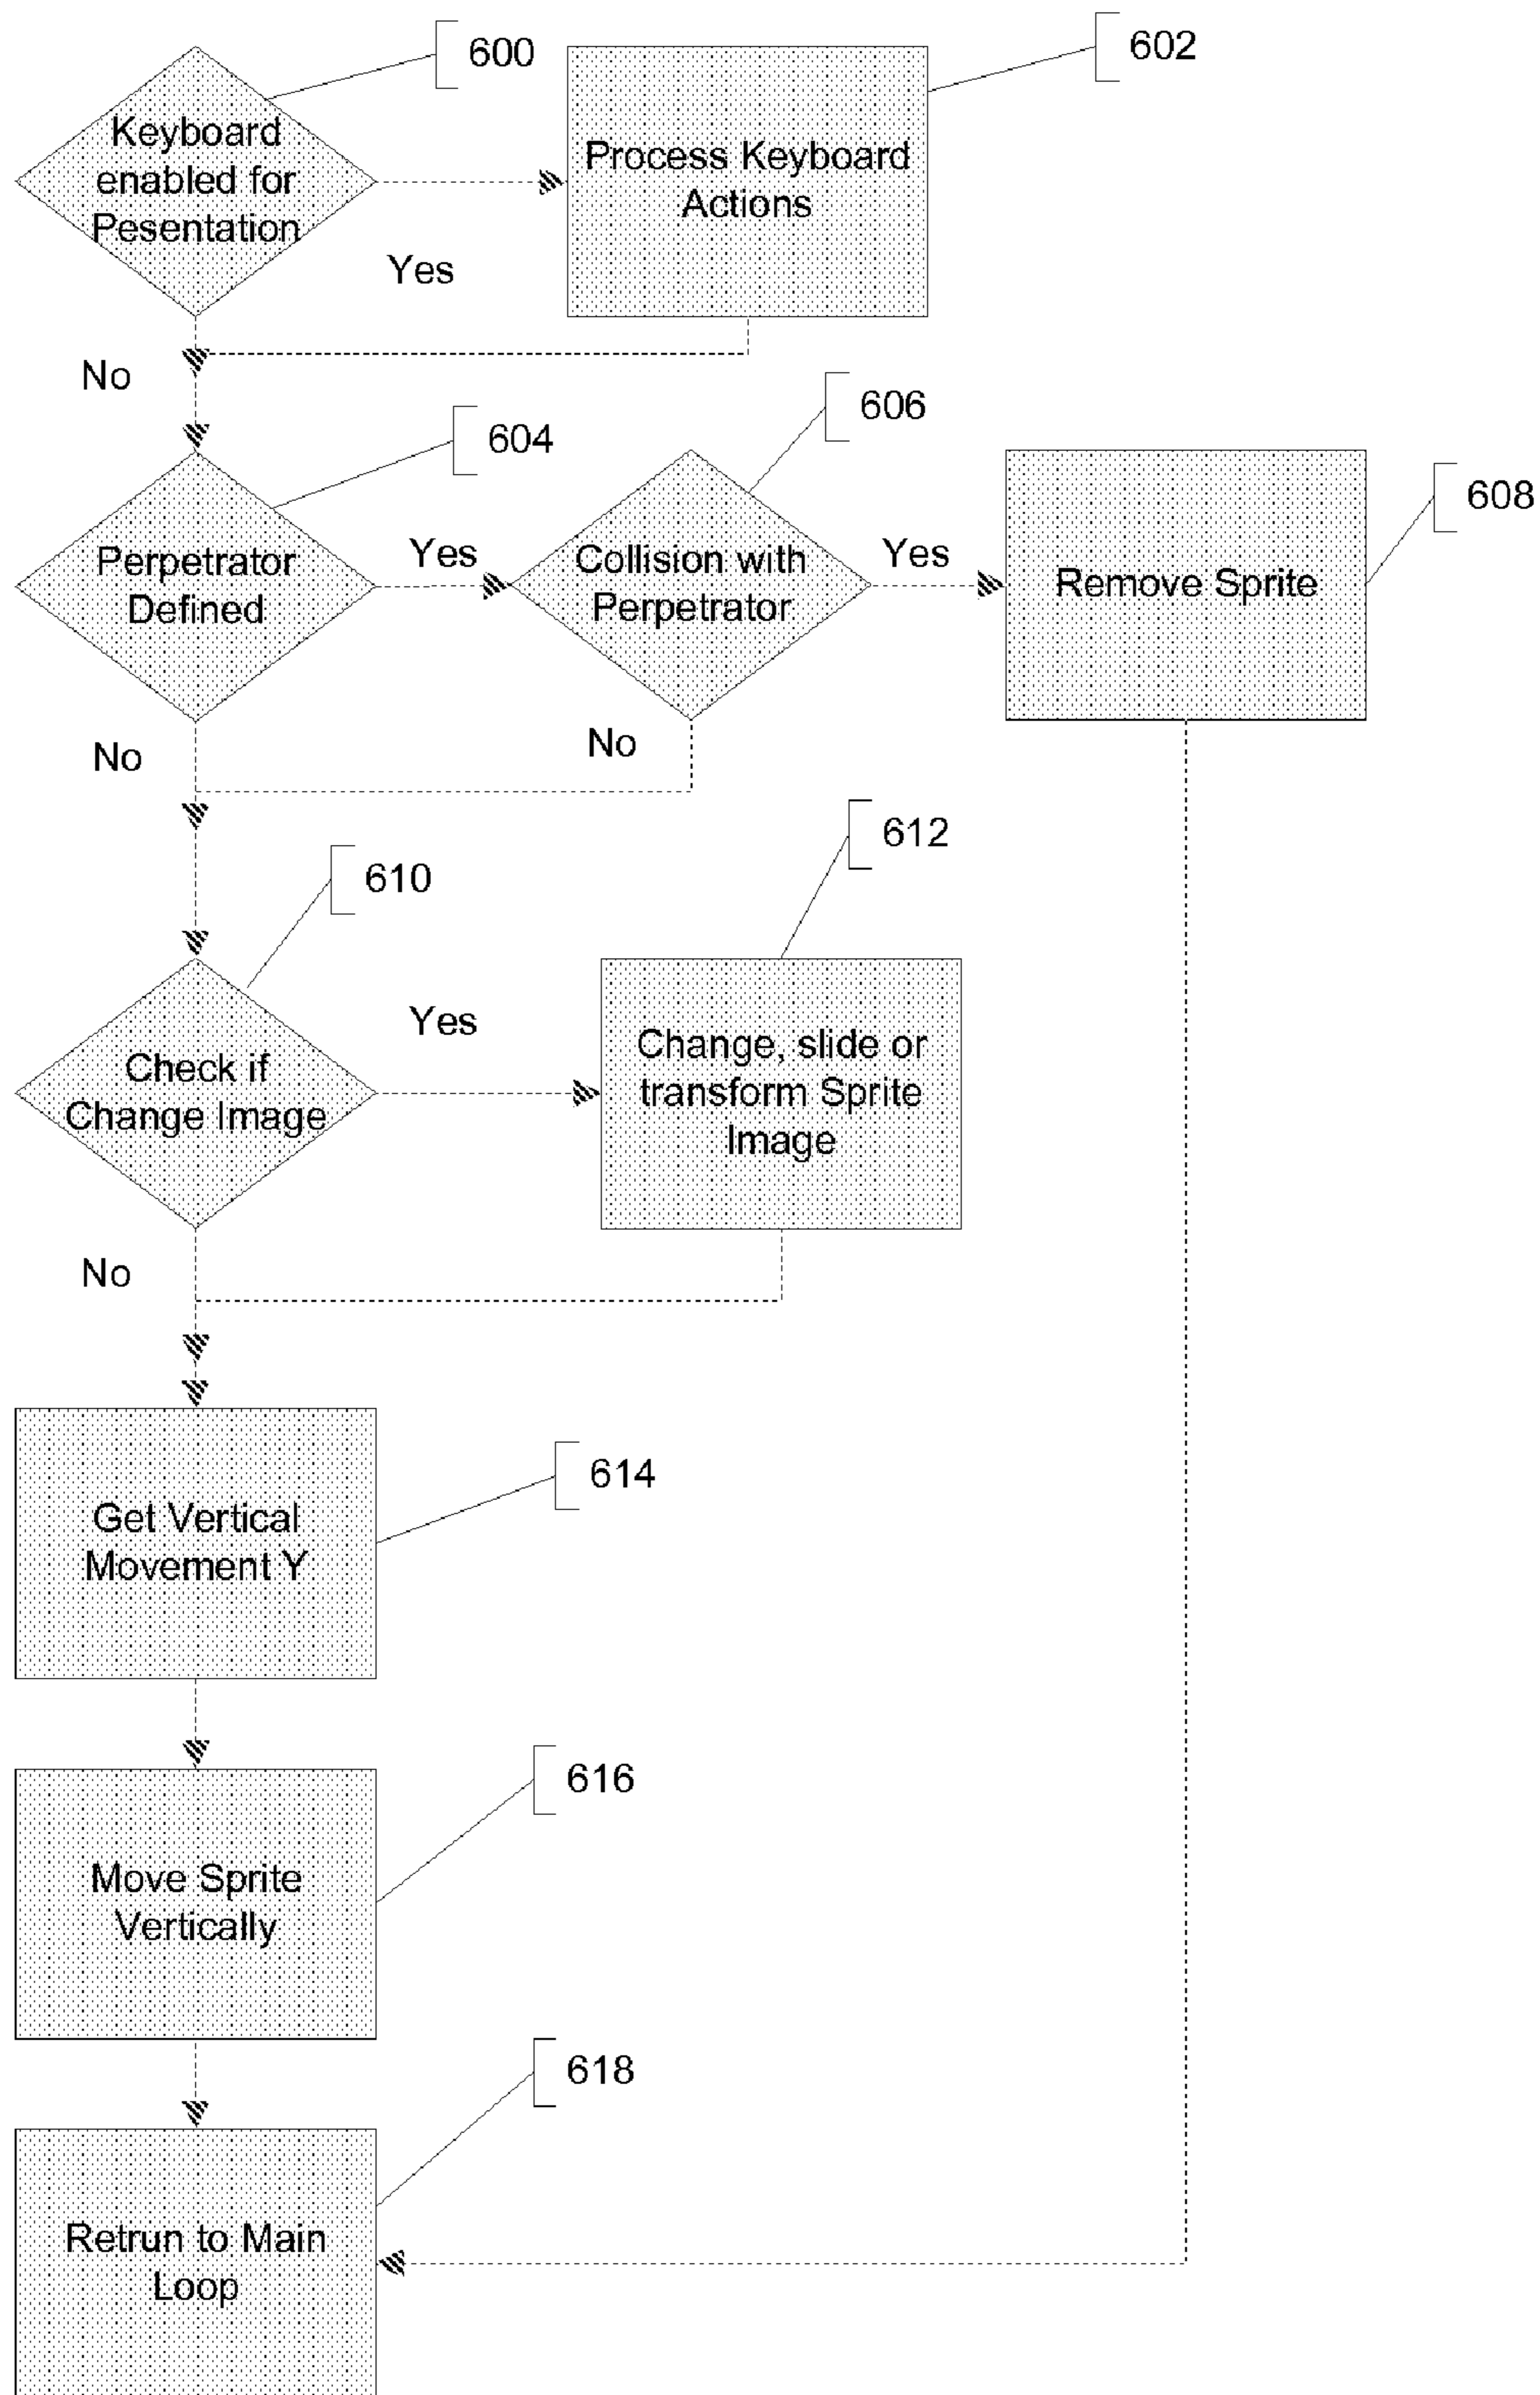 600
602
Keyboard
enabled for
Pesentation
Process Keyboard
Actions
Yes
No
604
606
608
Perpetrator
Defined
Yes
Collision with
Perpetrator
Yes
Remove Sprite
No
No
610
612
Check if
Change Image
Yes
Change, slide or
transform Sprite
Image
No
614
Get Vertical
Movement Y
616
Move Sprite
Vertically
618
Retrun to Main
Loop